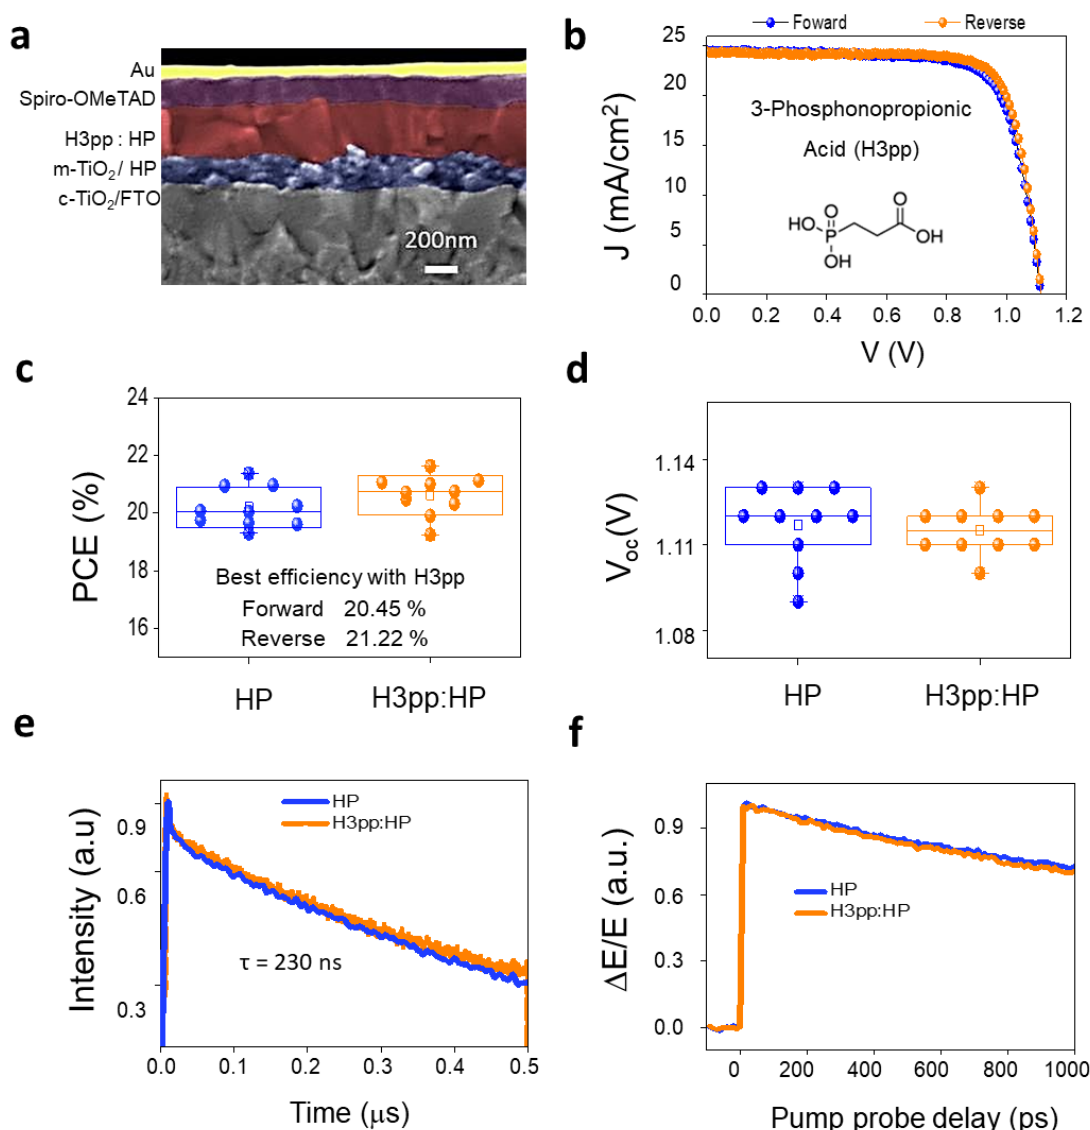 a
Au
Spiro-OMeTAD
H3pp : HP
m-TiO2/ HP
c-TiO2/FTO
200nm
b
Foward
Reverse
25
20
15
10
5
0
J (mA/cm2)
3-Phosphonopropionic
Acid (H3pp)
O
HO
P
OH
O
OH
0.0 0.2 0.4 0.6 0.8 1.0 1.2
V (V)
c
24
22
20
18
16
PCE (%)
Best efficiency with H3pp
Forward 20.45 %
Reverse 21.22 %
HP H3pp:HP
d
1.14
1.11
1.08
Voc(V)
HP H3pp:HP
e
HP
H3pp:HP
0.9
0.6
0.3
Intensity (a.u)
τ = 230 ns
0.0 0.1 0.2 0.3 0.4 0.5
Time (μs)
f
0.9
0.6
0.3
0.0
ΔE/E (a.u.)
HP
H3pp:HP
0 200 400 600 800 1000
Pump probe delay (ps)